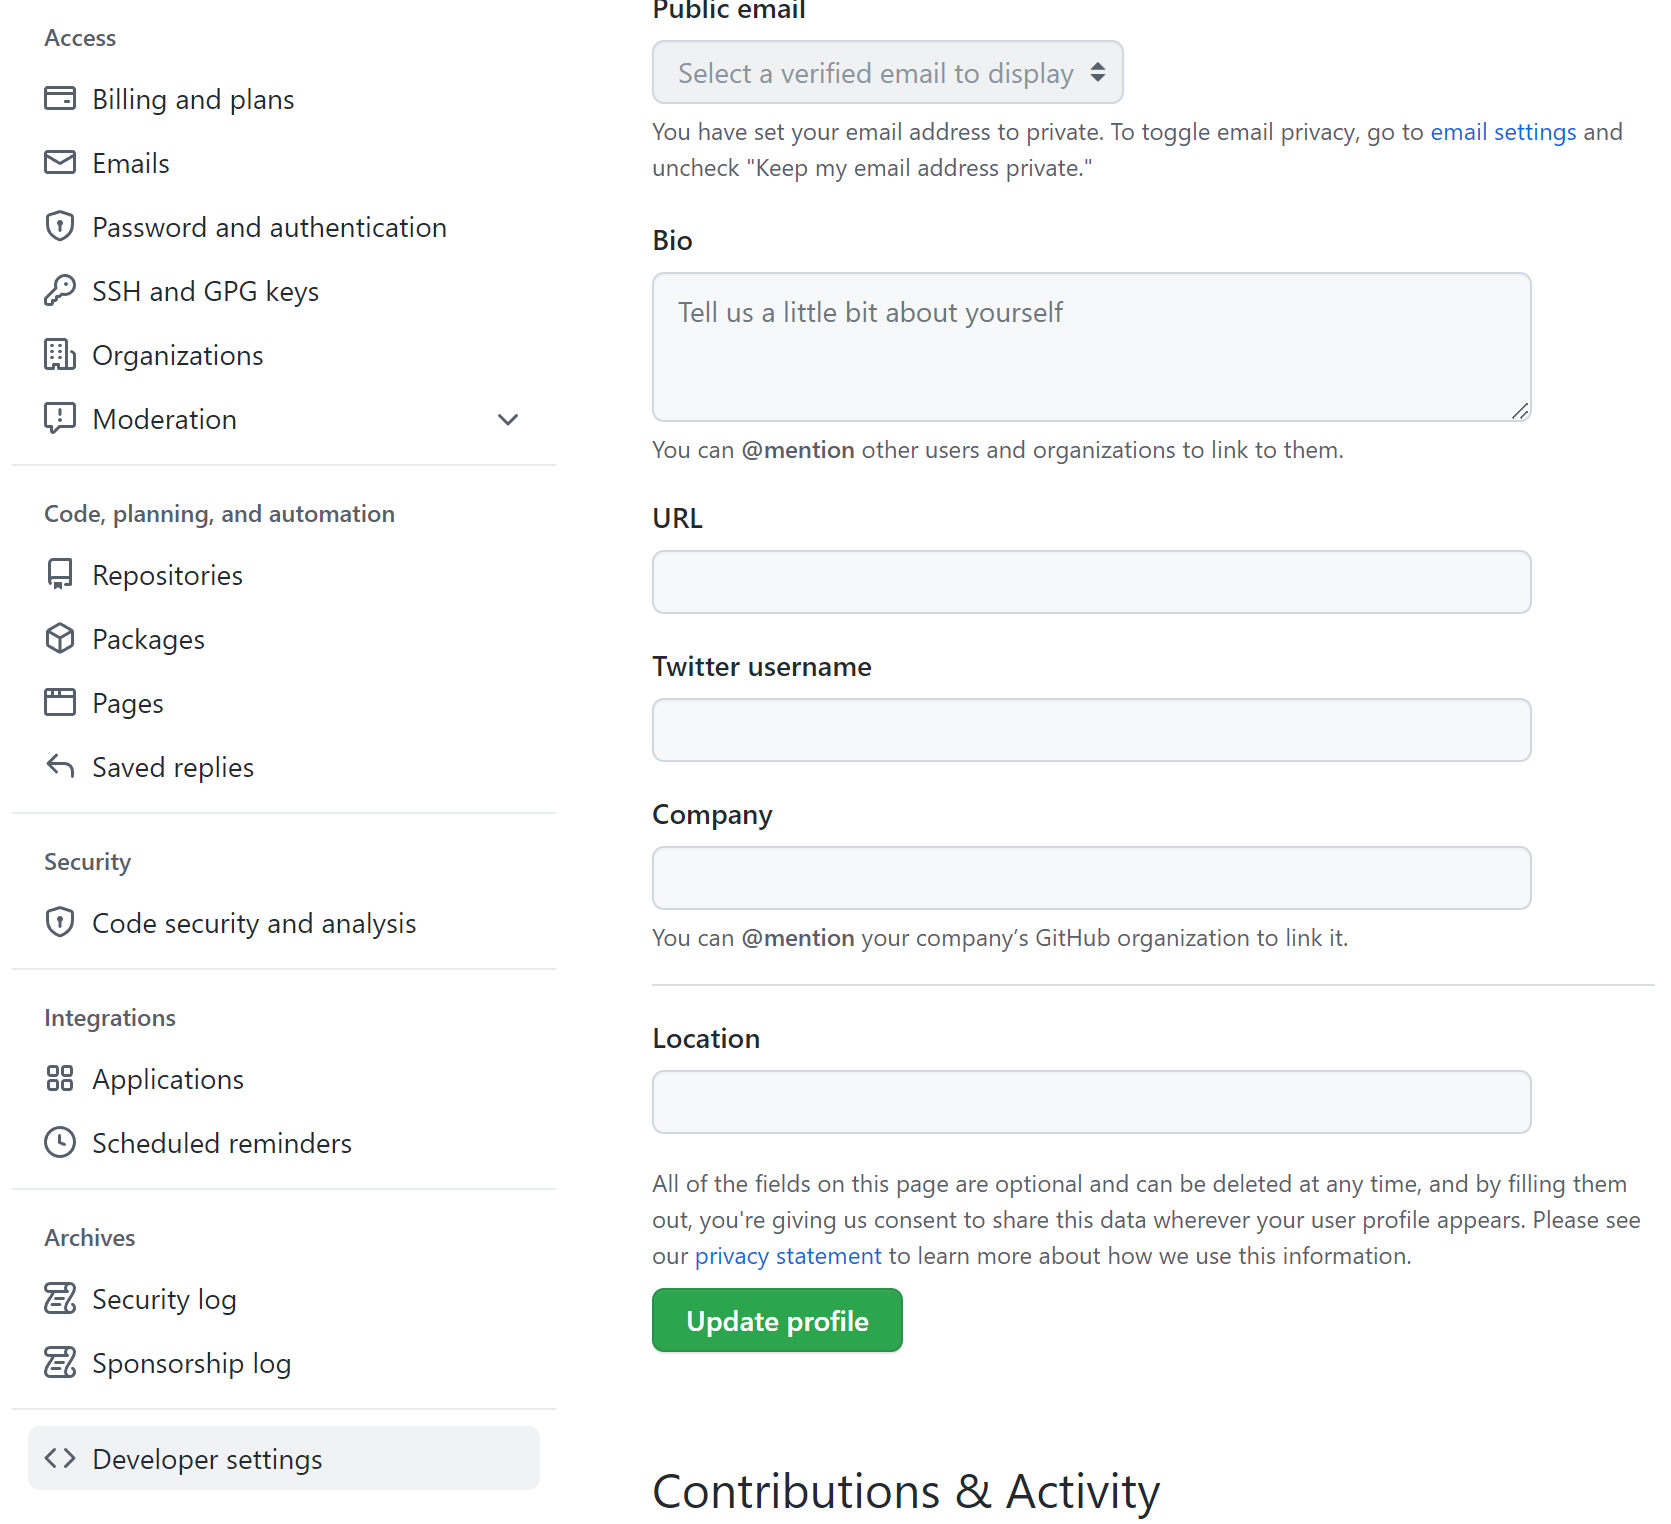 Access
Billing and plans
Emails
Password and authentication
SSH and GPG keys
Organizations
Moderation
Code, planning, and automation
Repositories
Packages
Pages
Saved replies
Security
Code security and analysis
Integrations
Applications
Scheduled reminders
Archives
Security log
Sponsorship log
Developer settings
Public email
Select a verified email to display
You have set your email address to private. To toggle email privacy, go to email settings and
uncheck "Keep my email address private."
Bio
Tell us a little bit about yourself
You can @mention other users and organizations to link to them.
URL
Twitter username
Company
You can @mention your company’s GitHub organization to link it.
Location
All of the fields on this page are optional and can be deleted at any time, and by filling them
out, you're giving us consent to share this data wherever your user profile appears. Please see
our privacy statement to learn more about how we use this information.
Update profile
Contributions & Activity